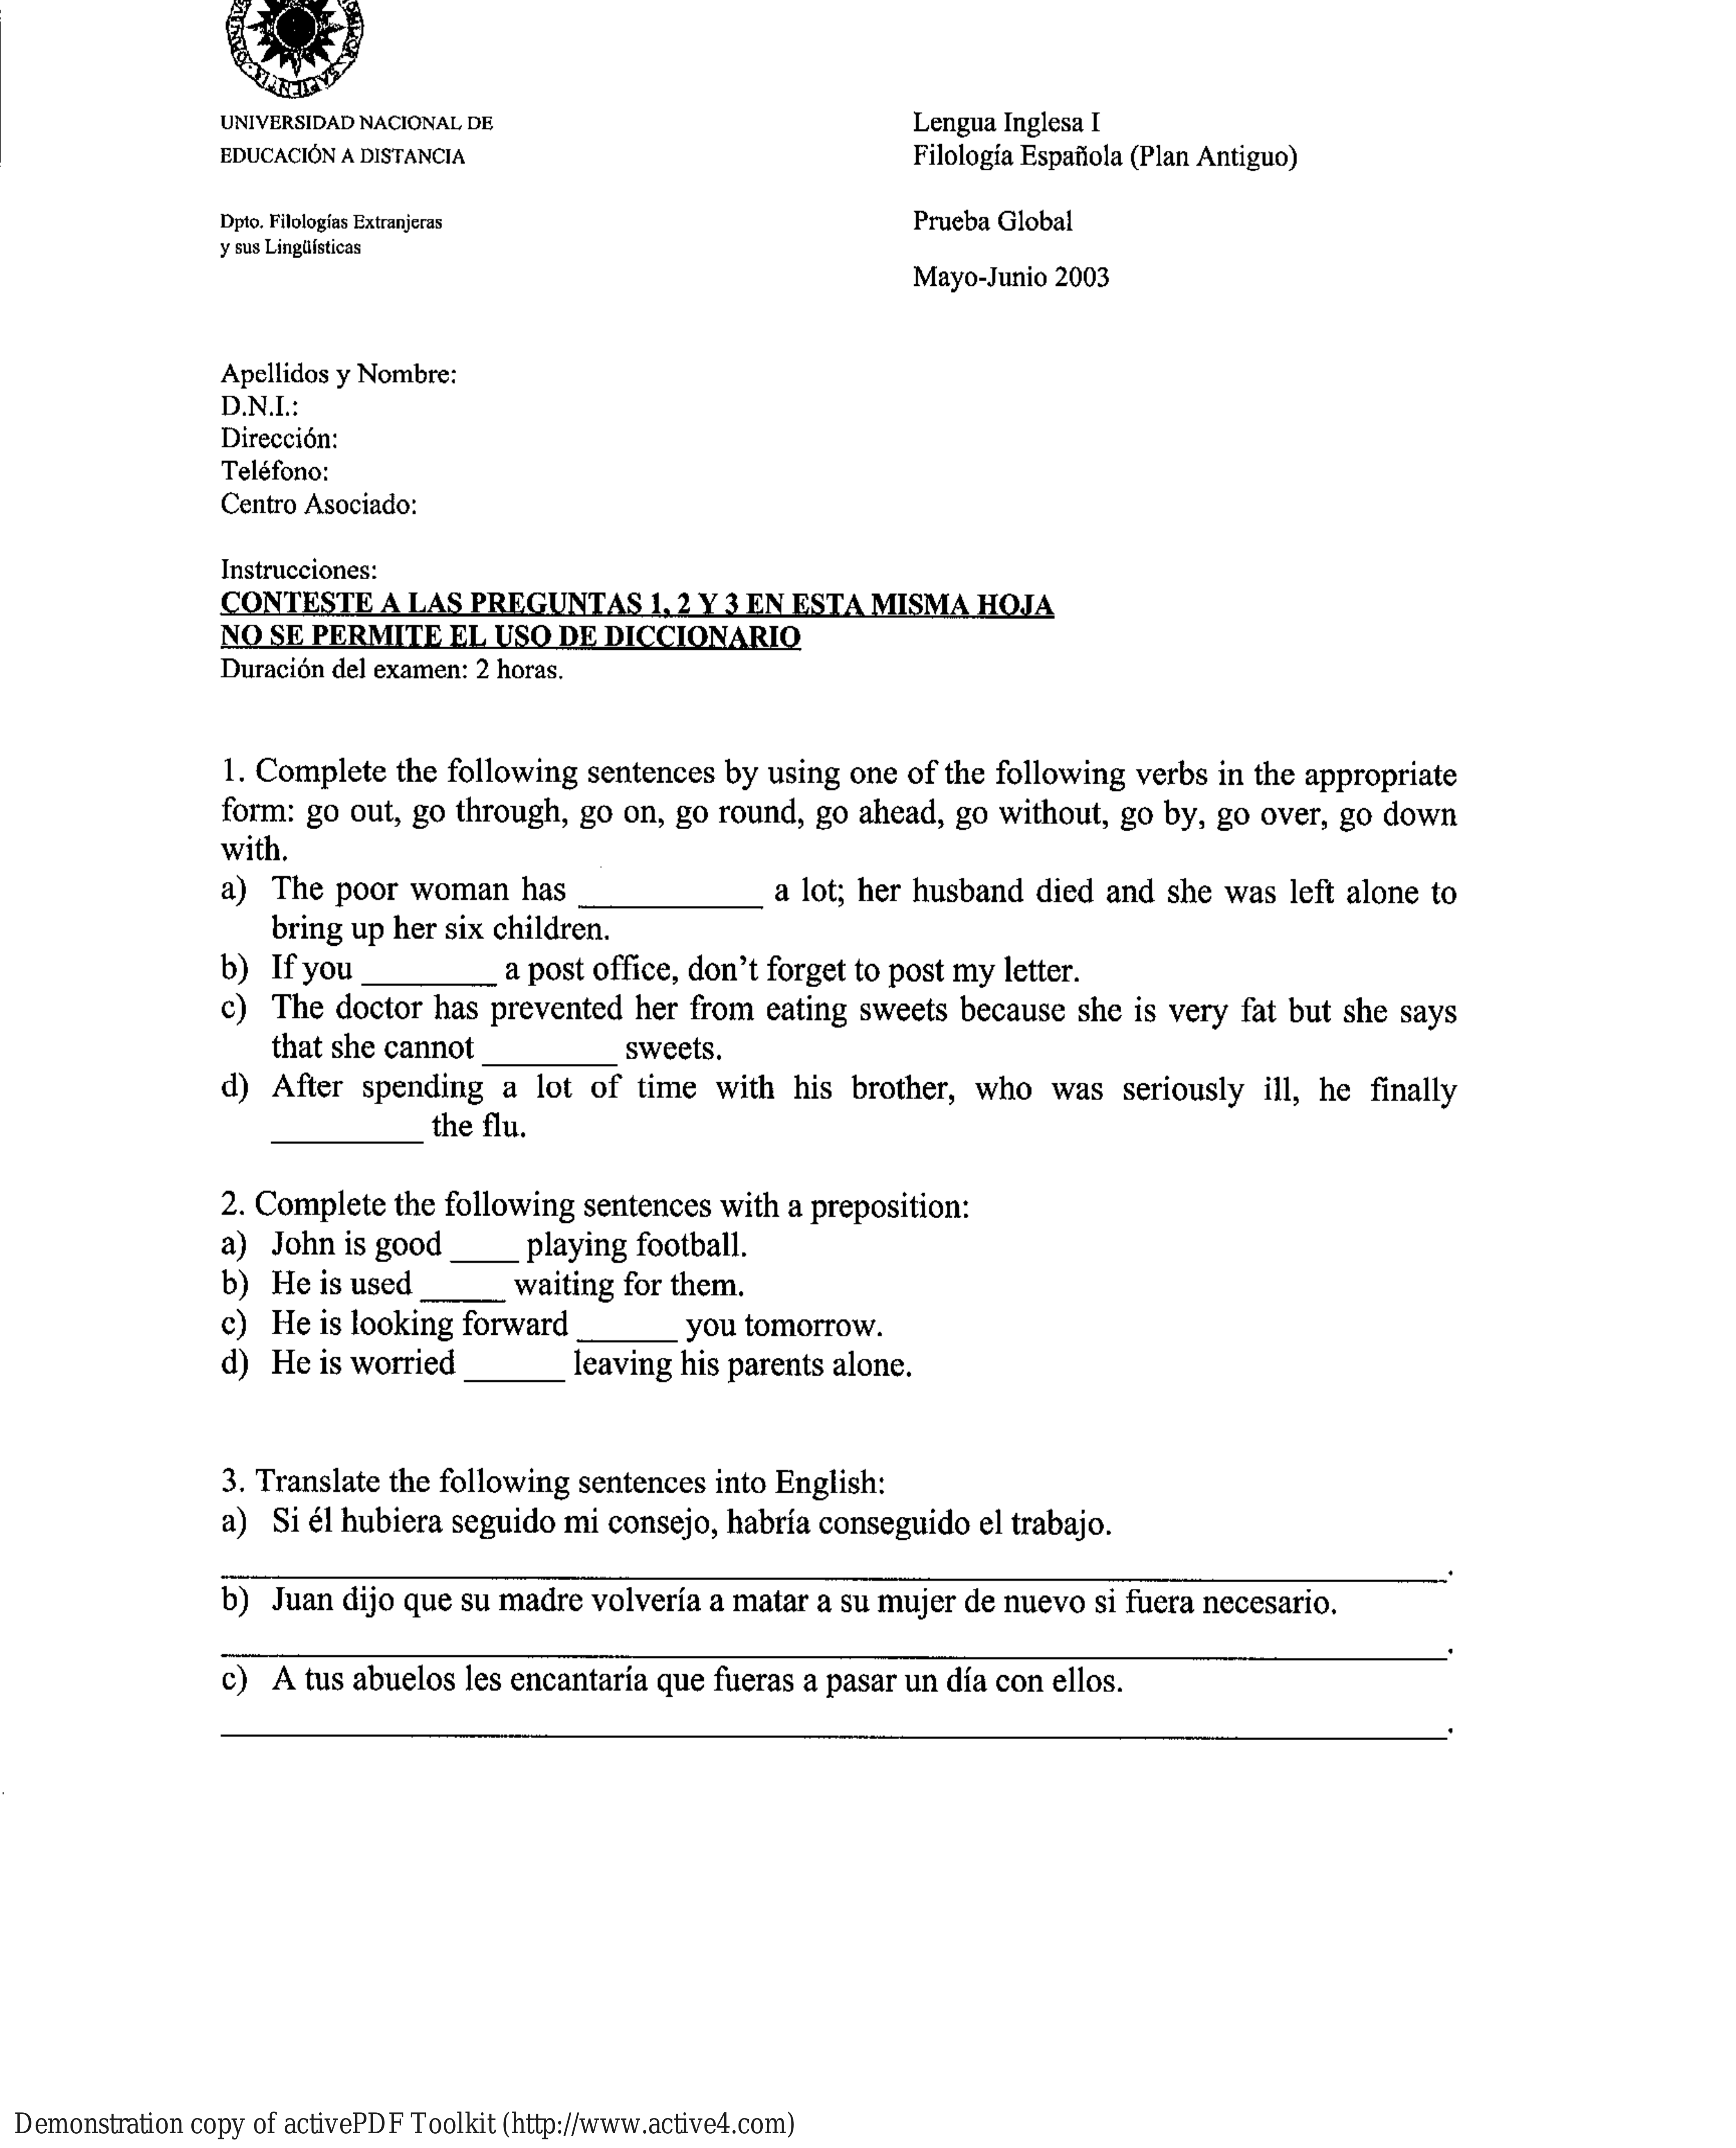 UNIVERSIDAD NACIONAL DE
EDUCACIÓN A DISTANCIA
Dpto. Filologías Extranjeras
y sus Lingüísticas
Lengua Inglesa I
Filología Española (Plan Antiguo)
Prueba Global
Mayo-Junio 2003
Apellidos y Nombre:
D.N.I.:
Dirección:
Teléfono:
Centro Asociado:
Instrucciones:
CONTESTE A LAS PREGUNTAS 1, 2 Y 3 EN ESTA MISMA HOJA
NO SE PERMITE EL USO DE DICCIONARIO
Duración del examen: 2 horas.
1. Complete the following sentences by using one of the following verbs in the appropriate
form: go out, go through, go on, go round, go ahead, go without, go by, go over, go down
with.
a) The poor woman has ___________ a lot; her husband died and she was left alone to
bring up her six children.
b) If you ________ a post office, don't forget to post my letter.
c) The doctor has prevented her from eating sweets because she is very fat but she says
that she cannot ________ sweets.
d) After spending a lot of time with his brother, who was seriously ill, he finally
_________ the flu.
2. Complete the following sentences with a preposition:
a) John is good ____ playing football.
b) He is used _____ waiting for them.
c) He is looking forward ______ you tomorrow.
d) He is worried ______ leaving his parents alone.
3. Translate the following sentences into English:
a) Si él hubiera seguido mi consejo, habría conseguido el trabajo.
b) Juan dijo que su madre volvería a matar a su mujer de nuevo si fuera necesario.
c) A tus abuelos les encantaría que fueras a pasar un día con ellos.
Demonstration copy of activePDF Toolkit (http://www.active4.com)